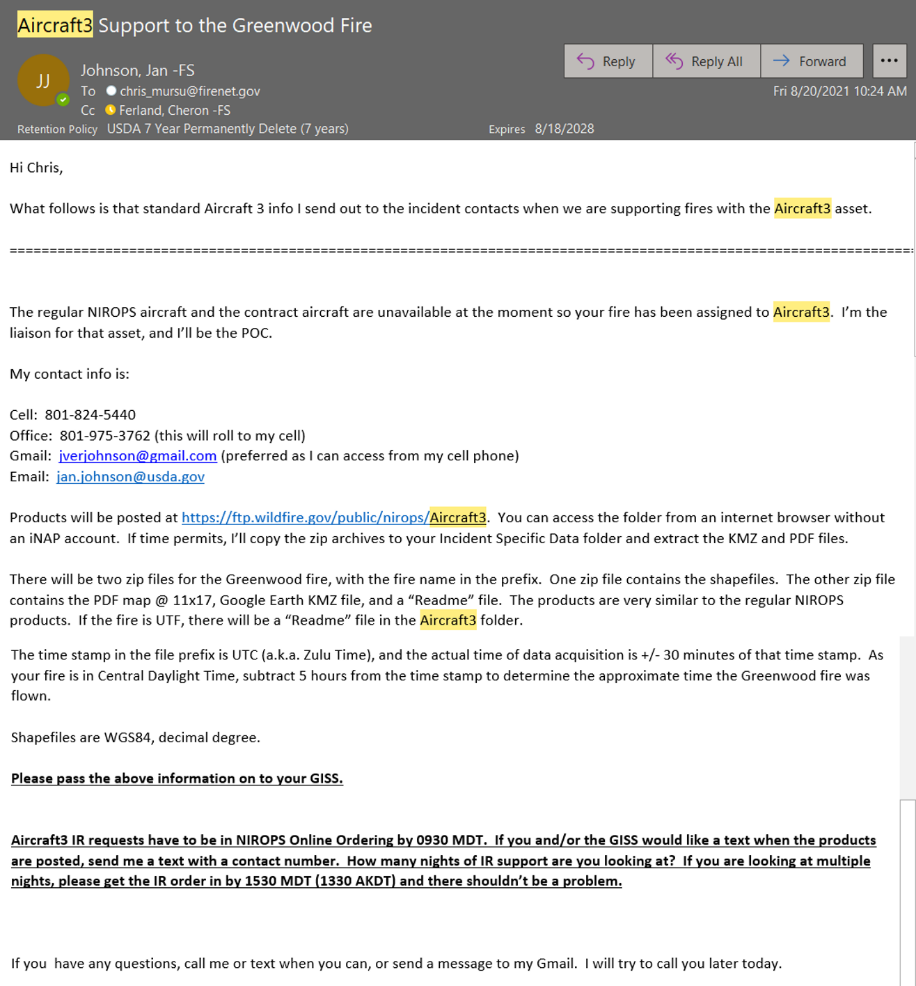 Aircraft3 Support to the Greenwood Fire
JJ
Johnson, Jan -FS
To chris_mursu@firenet.gov
Cc Ferland, Cheron -FS
Retention Policy USDA 7 Year Permanently Delete (7 years)
Expires 8/18/2028
Reply
Reply All
Forward
Fri 8/20/2021 10:24 AM
Hi Chris,
What follows is that standard Aircraft 3 info I send out to the incident contacts when we are supporting fires with the Aircraft3 asset.
==============================================================================================================
The regular NIROPS aircraft and the contract aircraft are unavailable at the moment so your fire has been assigned to Aircraft3.  I'm the
liaison for that asset, and I'll be the POC.
My contact info is:
Cell:  801-824-5440
Office:  801-975-3762 (this will roll to my cell)
Gmail:  jverjohnson@gmail.com (preferred as I can access from my cell phone)
Email:  jan.johnson@usda.gov
Products will be posted at https://ftp.wildfire.gov/public/nirops/Aircraft3.  You can access the folder from an internet browser without
an iNAP account.  If time permits, I'll copy the zip archives to your Incident Specific Data folder and extract the KMZ and PDF files.
There will be two zip files for the Greenwood fire, with the fire name in the prefix.  One zip file contains the shapefiles.  The other zip file
contains the PDF map @ 11x17, Google Earth KMZ file, and a “Readme” file.  The products are very similar to the regular NIROPS
products.  If the fire is UTF, there will be a “Readme” file in the Aircraft3 folder.
The time stamp in the file prefix is UTC (a.k.a. Zulu Time), and the actual time of data acquisition is +/- 30 minutes of that time stamp.  As
your fire is in Central Daylight Time, subtract 5 hours from the time stamp to determine the approximate time the Greenwood fire was
flown.
Shapefiles are WGS84, decimal degree.
Please pass the above information on to your GISS.
Aircraft3 IR requests have to be in NIROPS Online Ordering by 0930 MDT.  If you and/or the GISS would like a text when the products
are posted, send me a text with a contact number.  How many nights of IR support are you looking at?  If you are looking at multiple
nights, please get the IR order in by 1530 MDT (1330 AKDT) and there shouldn't be a problem.
If you  have any questions, call me or text when you can, or send a message to my Gmail.  I will try to call you later today.